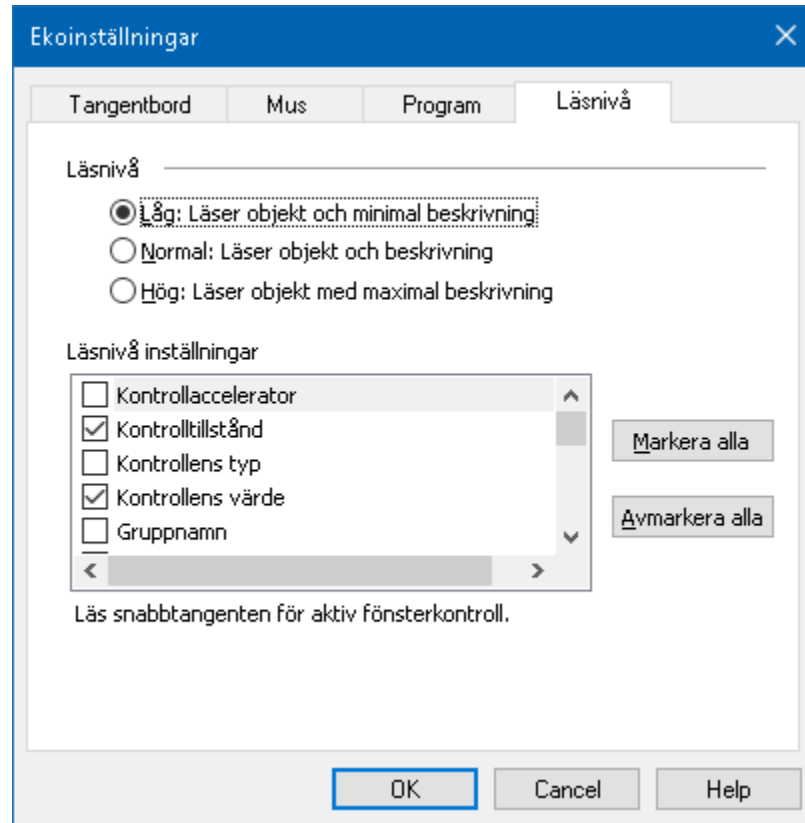 Ekoinställningar
Tangentbord Mus Program Läsnivå
Läsnivå
Låg: Läser objekt och minimal beskrivning
Normal: Läser objekt och beskrivning
Hög: Läser objekt med maximal beskrivning
Läsnivå inställningar
Kontrollaccelerator
Kontrolltillstånd
Kontrollens typ
Kontrollens värde
Gruppnamn
Markera alla
Avmarkera alla
Läs snabbtangenten för aktiv fönsterkontroll.
OK Cancel Help